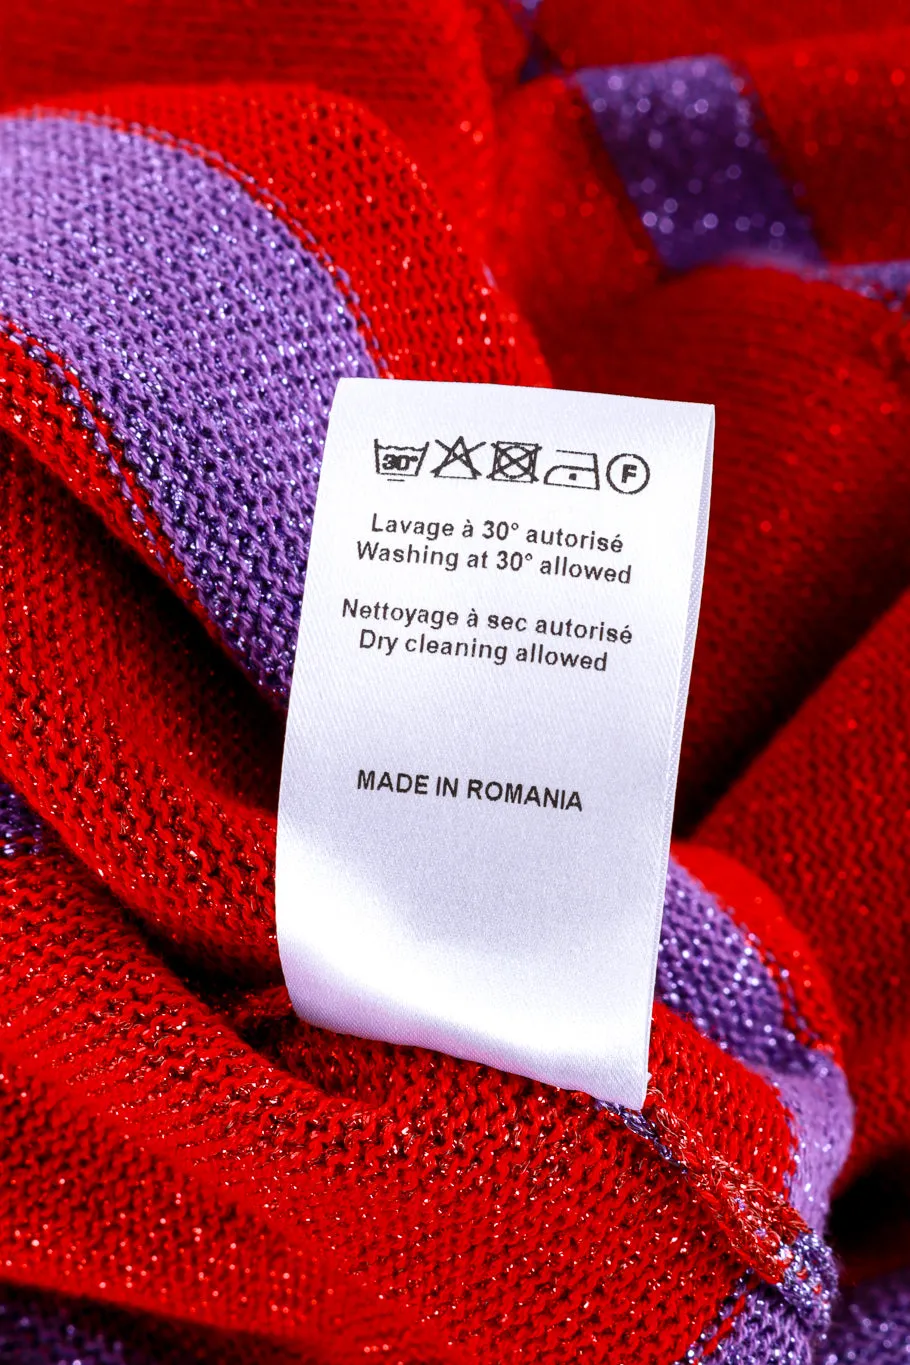 30°
F
Lavage à 30° autorisé
Washing at 30° allowed
Nettoyage à sec autorisé
Dry cleaning allowed
MADE IN ROMANIA